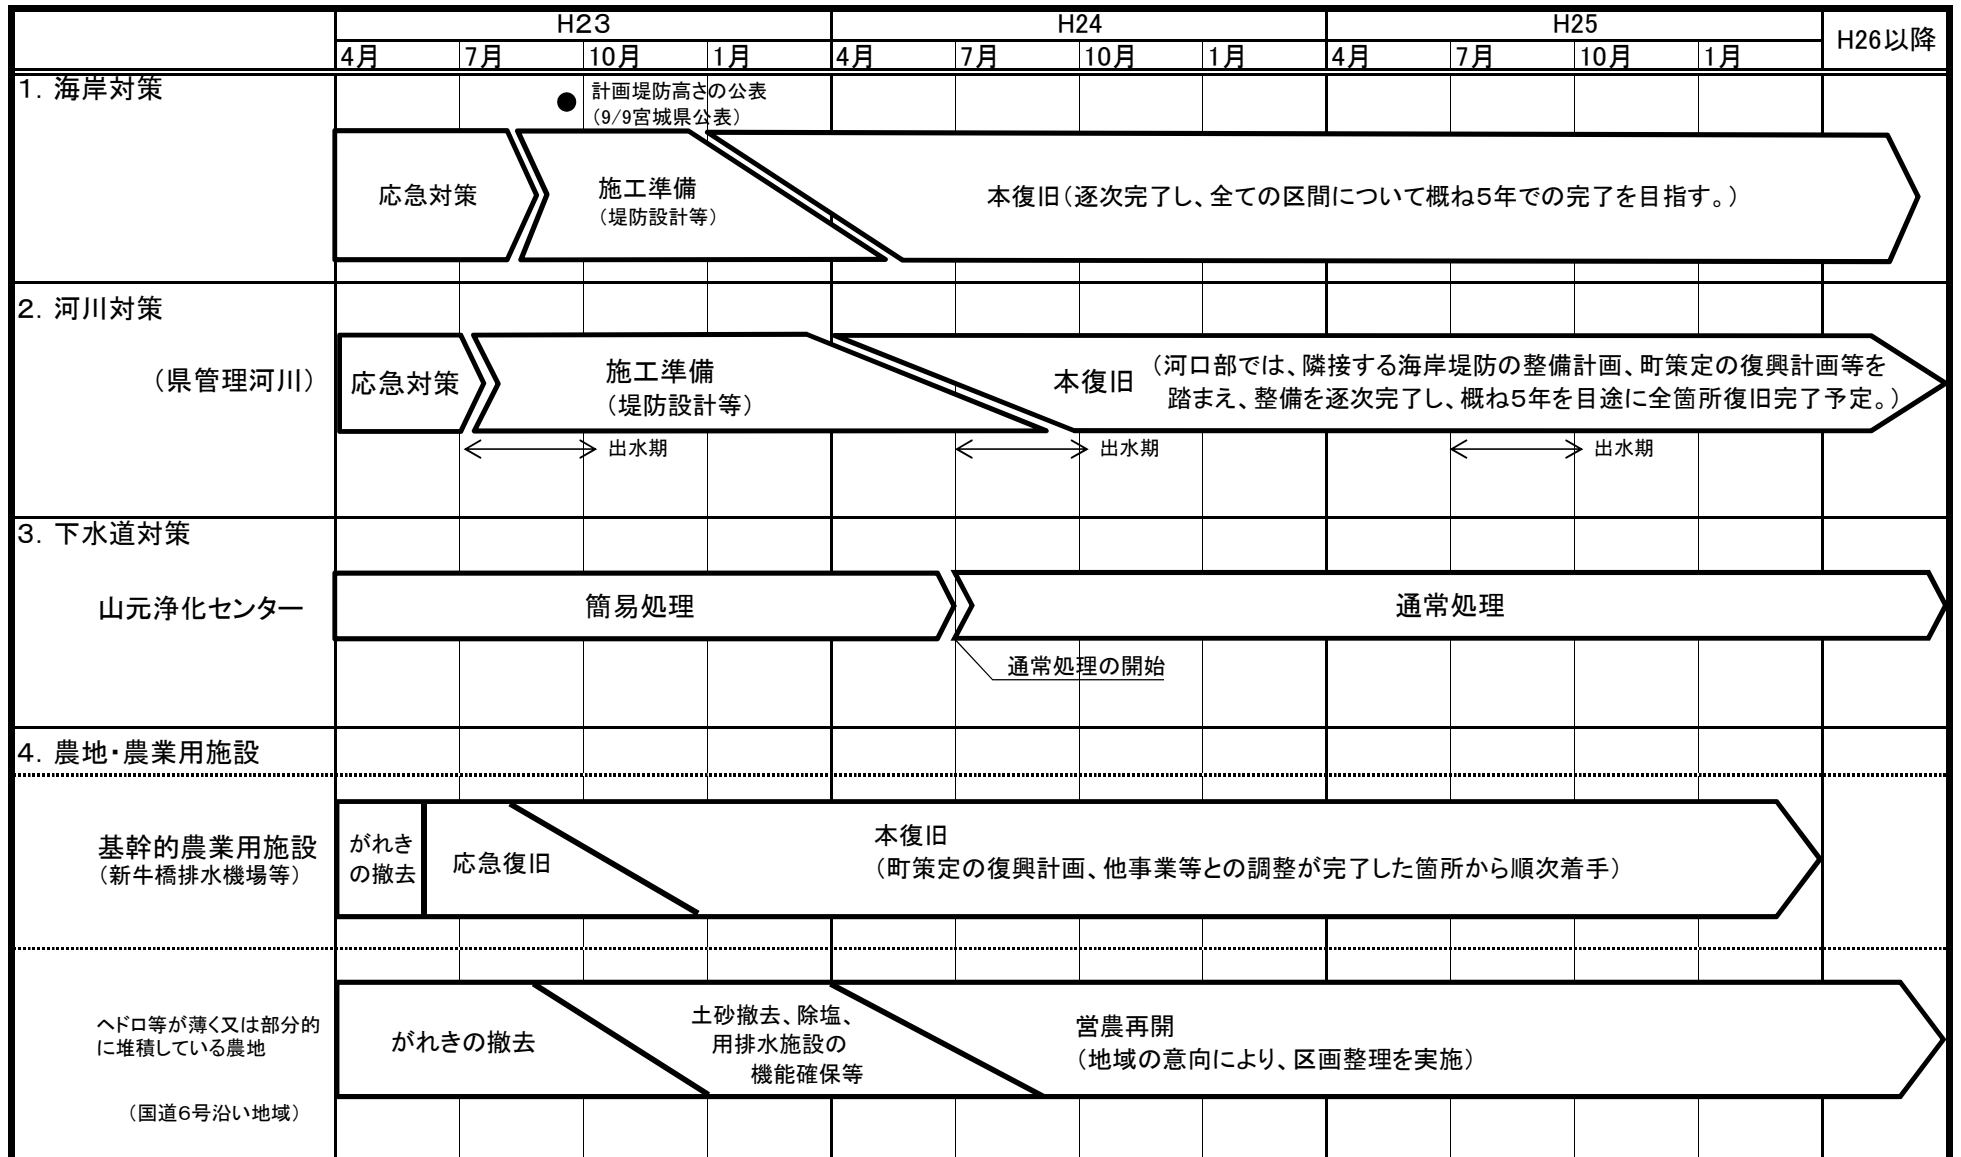 H23 H24 H25 H26以降
4月 7月 10月 1月 4月 7月 10月 1月 4月 7月 10月 1月
1．海岸対策
計画堤防高さの公表
（9/9宮城県公表）
応急対策
施工準備
（堤防設計等）
本復旧（逐次完了し、全ての区間について概ね５年での完了を目指す。）
2．河川対策
（県管理河川）
応急対策
施工準備
（堤防設計等）
本復旧
（河口部では、隣接する海岸堤防の整備計画、町策定の復興計画等を
踏まえ、整備を逐次完了し、概ね５年を目途に全箇所復旧完了予定。）
出水期 出水期 出水期
3．下水道対策
山元浄化センター
簡易処理
通常処理
通常処理の開始
4．農地・農業用施設
基幹的農業用施設
（新牛橋排水機場等）
がれき
の撤去
応急復旧
本復旧
（町策定の復興計画、他事業等との調整が完了した箇所から順次着手）
ヘドロ等が薄く又は部分的
に堆積している農地
（国道６号沿い地域）
がれきの撤去
土砂撤去、除塩、
用排水施設の
機能確保等
営農再開
（地域の意向により、区画整理を実施）